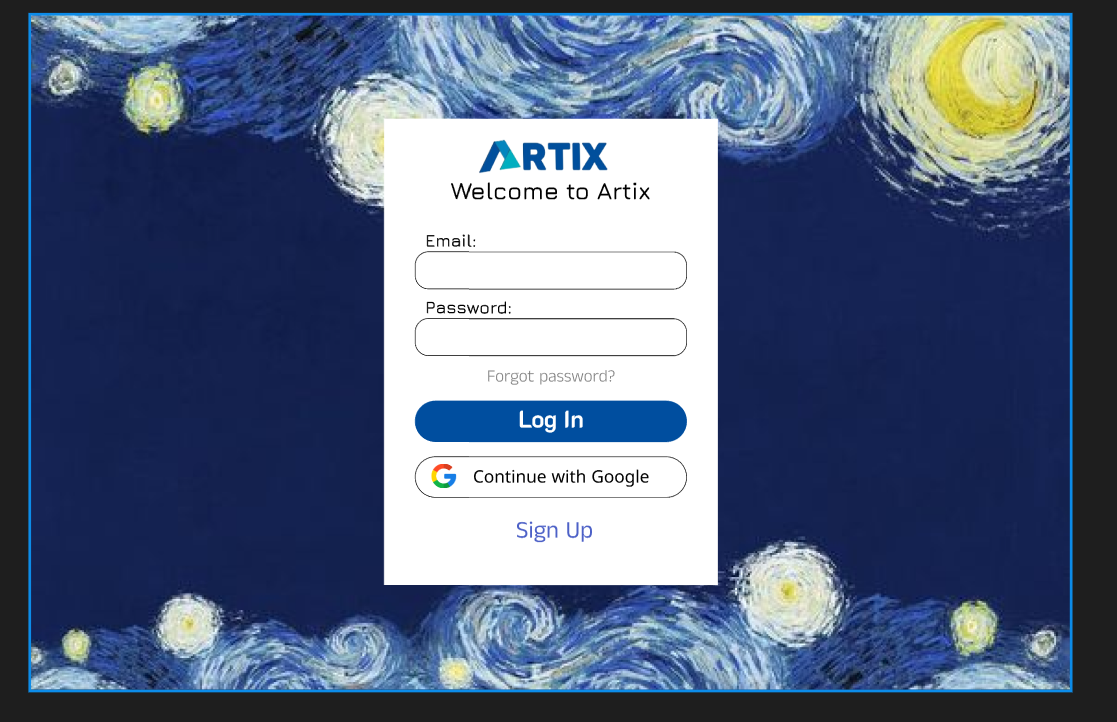 ARTIX
Welcome to Artix
Email:
Password:
Forgot password?
Log In
Continue with Google
Sign Up